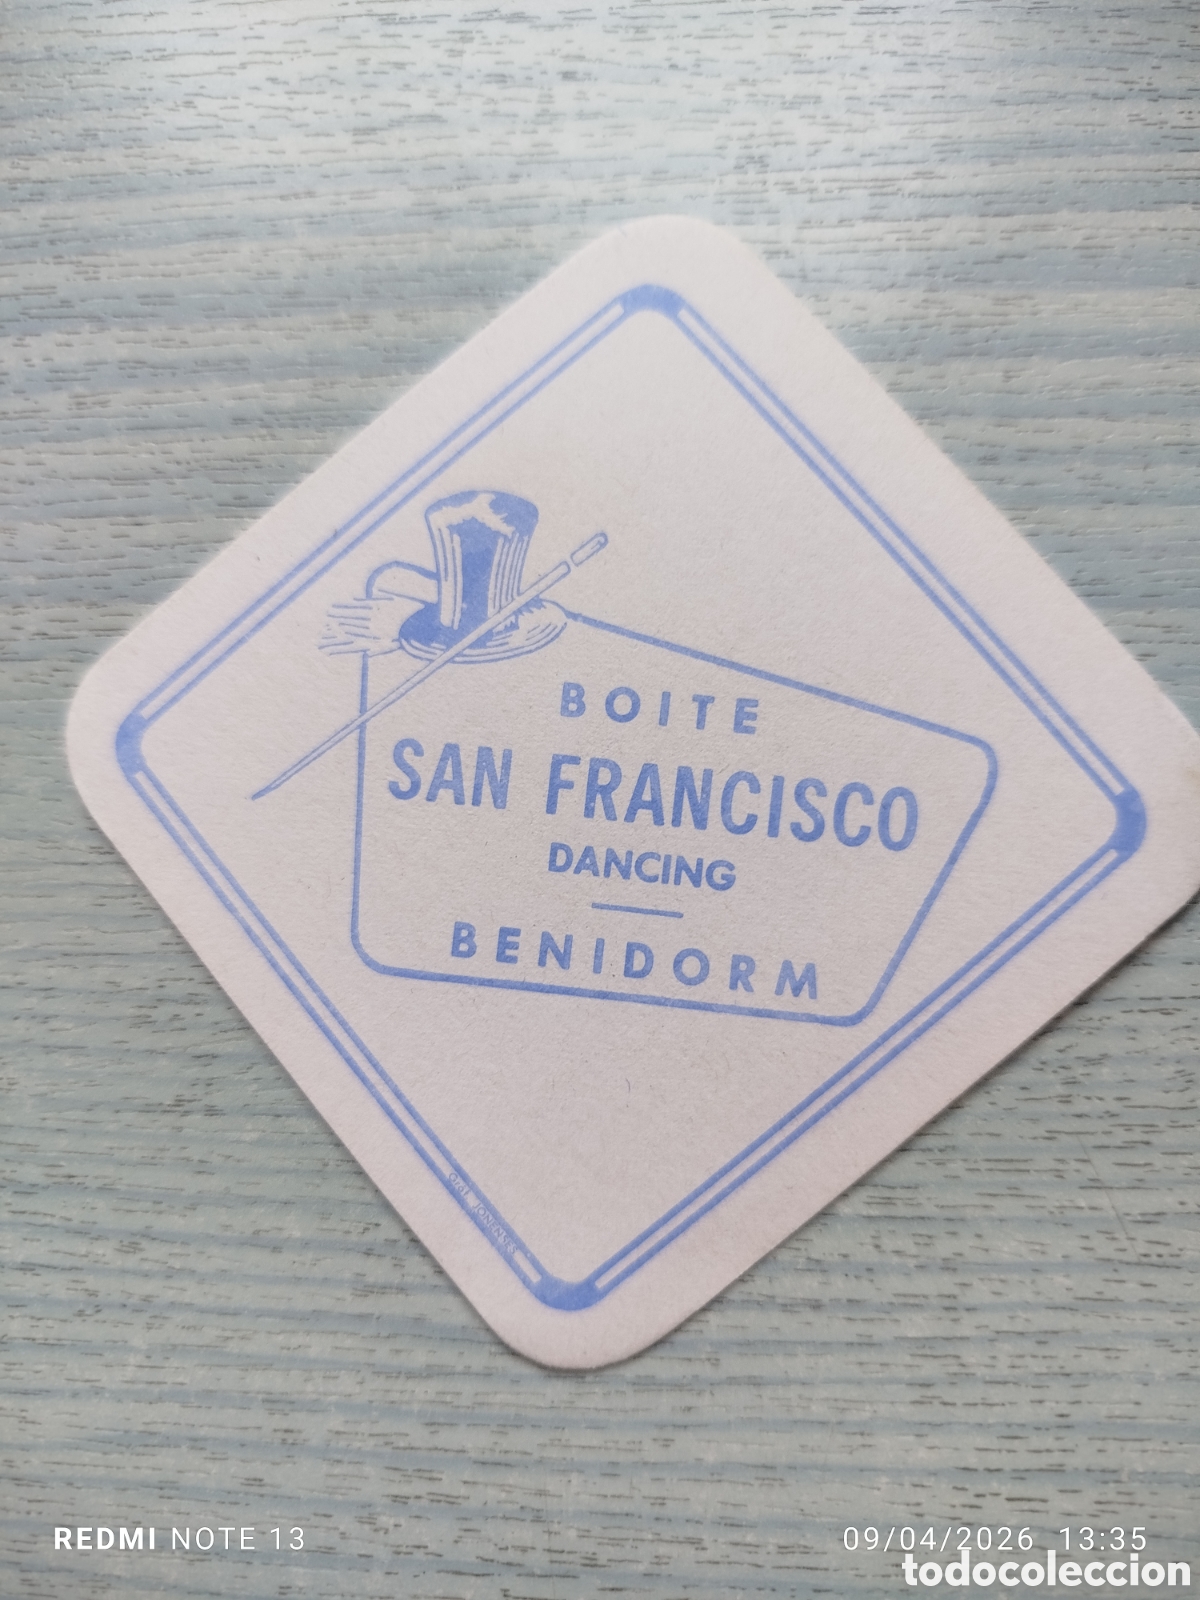 BOITE
SAN FRANCISCO
DANCING
BENIDORM
REDMI NOTE 13
09/04/2026 13:35
todocoleccion